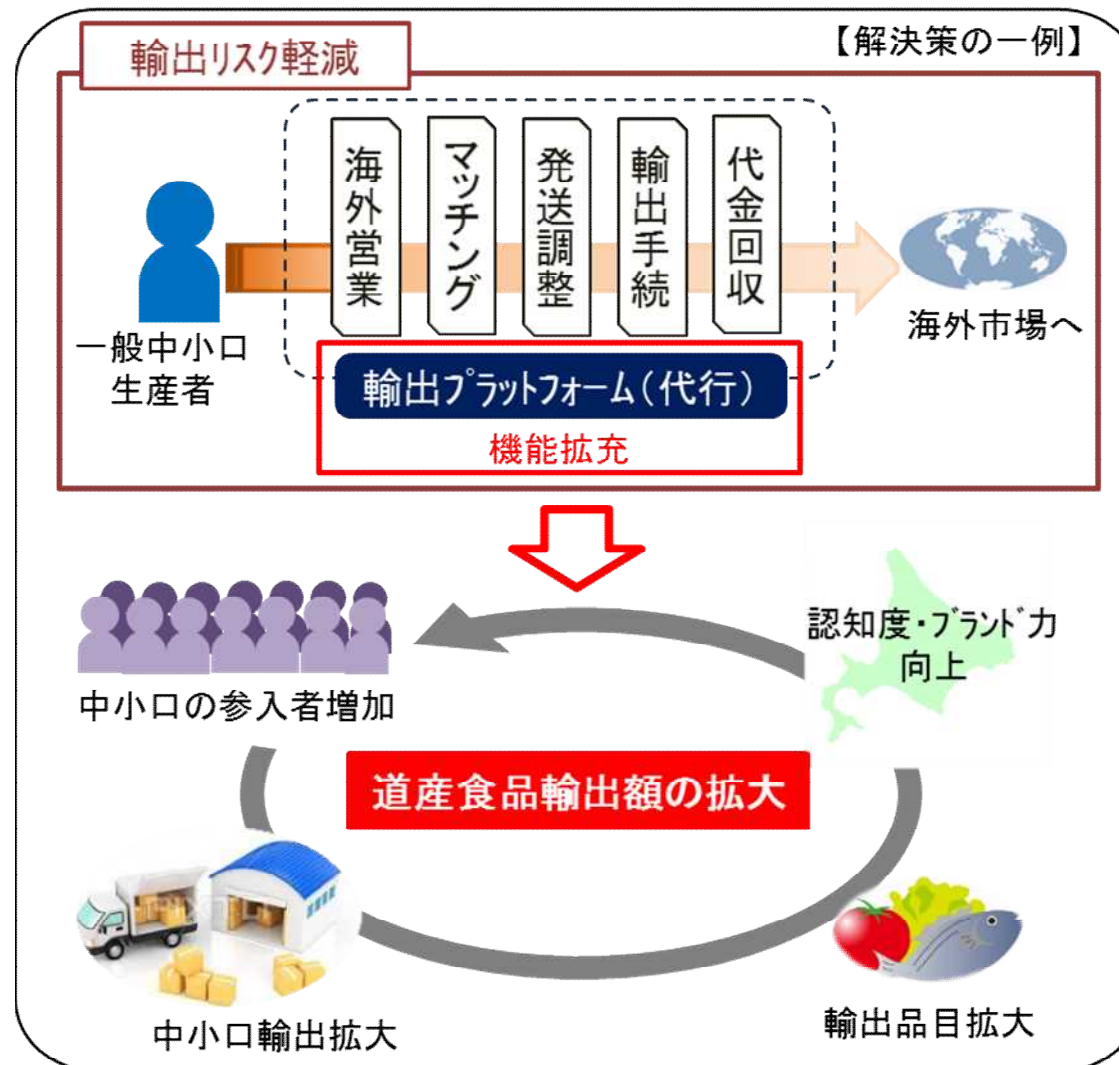 【解決策の一例】
輸出リスク軽減
海外営業
マッチング
発送調整
輸出手続
代金回収
一般中小口
生産者
海外市場へ
輸出プラットフォーム(代行)
機能拡充
認知度・ブランド力
向上
中小口の参入者増加
道産食品輸出額の拡大
中小口輸出拡大
輸出品目拡大